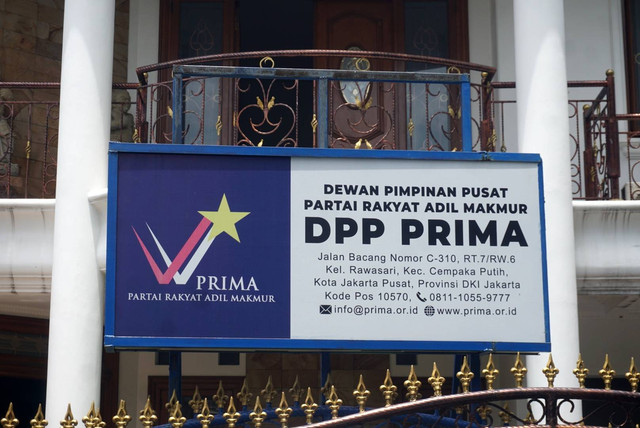 PRIMA
PARTAI RAKYAT ADIL MAKMUR
DEWAN PIMPINAN PUSAT
PARTAI RAKYAT ADIL MAKMUR
DPP PRIMA
Jalan Bacang Nomor C-310, RT.7/RW.6
Kel. Rawasari, Kec. Cempaka Putih,
Kota Jakarta Pusat, Provinsi DKI Jakarta
Kode Pos 10570, 0811-1055-9777
info@prima.or.id www.prima.or.id